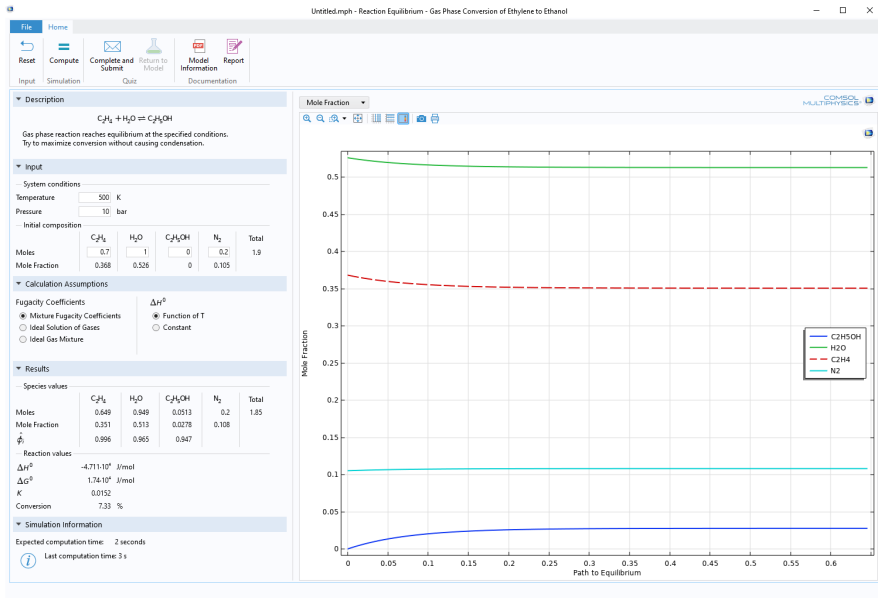 Untitled.mph - Reaction Equilibrium - Gas Phase Conversion of Ethylene to Ethanol
File Home
Reset Compute Complete and Submit Return to Model Model Information Report
Input Simulation Quiz Documentation
Description
C₂H₄ + H₂O ⇌ C₂H₅OH
Gas phase reaction reaches equilibrium at the specified conditions.
Try to maximize conversion without causing condensation.
Input
System conditions
Temperature 500 K
Pressure 10 bar
Initial composition
C₂H₄ H₂O C₂H₅OH N₂ Total
Moles 0.7 1 0 0.2 1.9
Mole Fraction 0.368 0.526 0 0.105
Calculation Assumptions
Fugacity Coefficients ΔH⁰
Mixture Fugacity Coefficients Function of T
Ideal Solution of Gases Constant
Ideal Gas Mixture
Results
Species values
C₂H₄ H₂O C₂H₅OH N₂ Total
Moles 0.649 0.949 0.0513 0.2 1.85
Mole Fraction 0.351 0.513 0.0278 0.108
ϕ̂ᵢ 0.996 0.965 0.947
Reaction values
ΔH⁰ -4.711·10⁴ J/mol
ΔG⁰ 1.74·10⁴ J/mol
K 0.0152
Conversion 7.33 %
Simulation Information
Expected computation time: 2 seconds
Last computation time: 3 s
Mole Fraction
COMSOL
MULTIPHYSICS®
0.5
0.45
0.4
0.35
0.3
0.25
0.2
0.15
0.1
0.05
0
Mole Fraction
C2H5OH
H2O
C2H4
N2
0 0.05 0.1 0.15 0.2 0.25 0.3 0.35 0.4 0.45 0.5 0.55 0.6
Path to Equilibrium